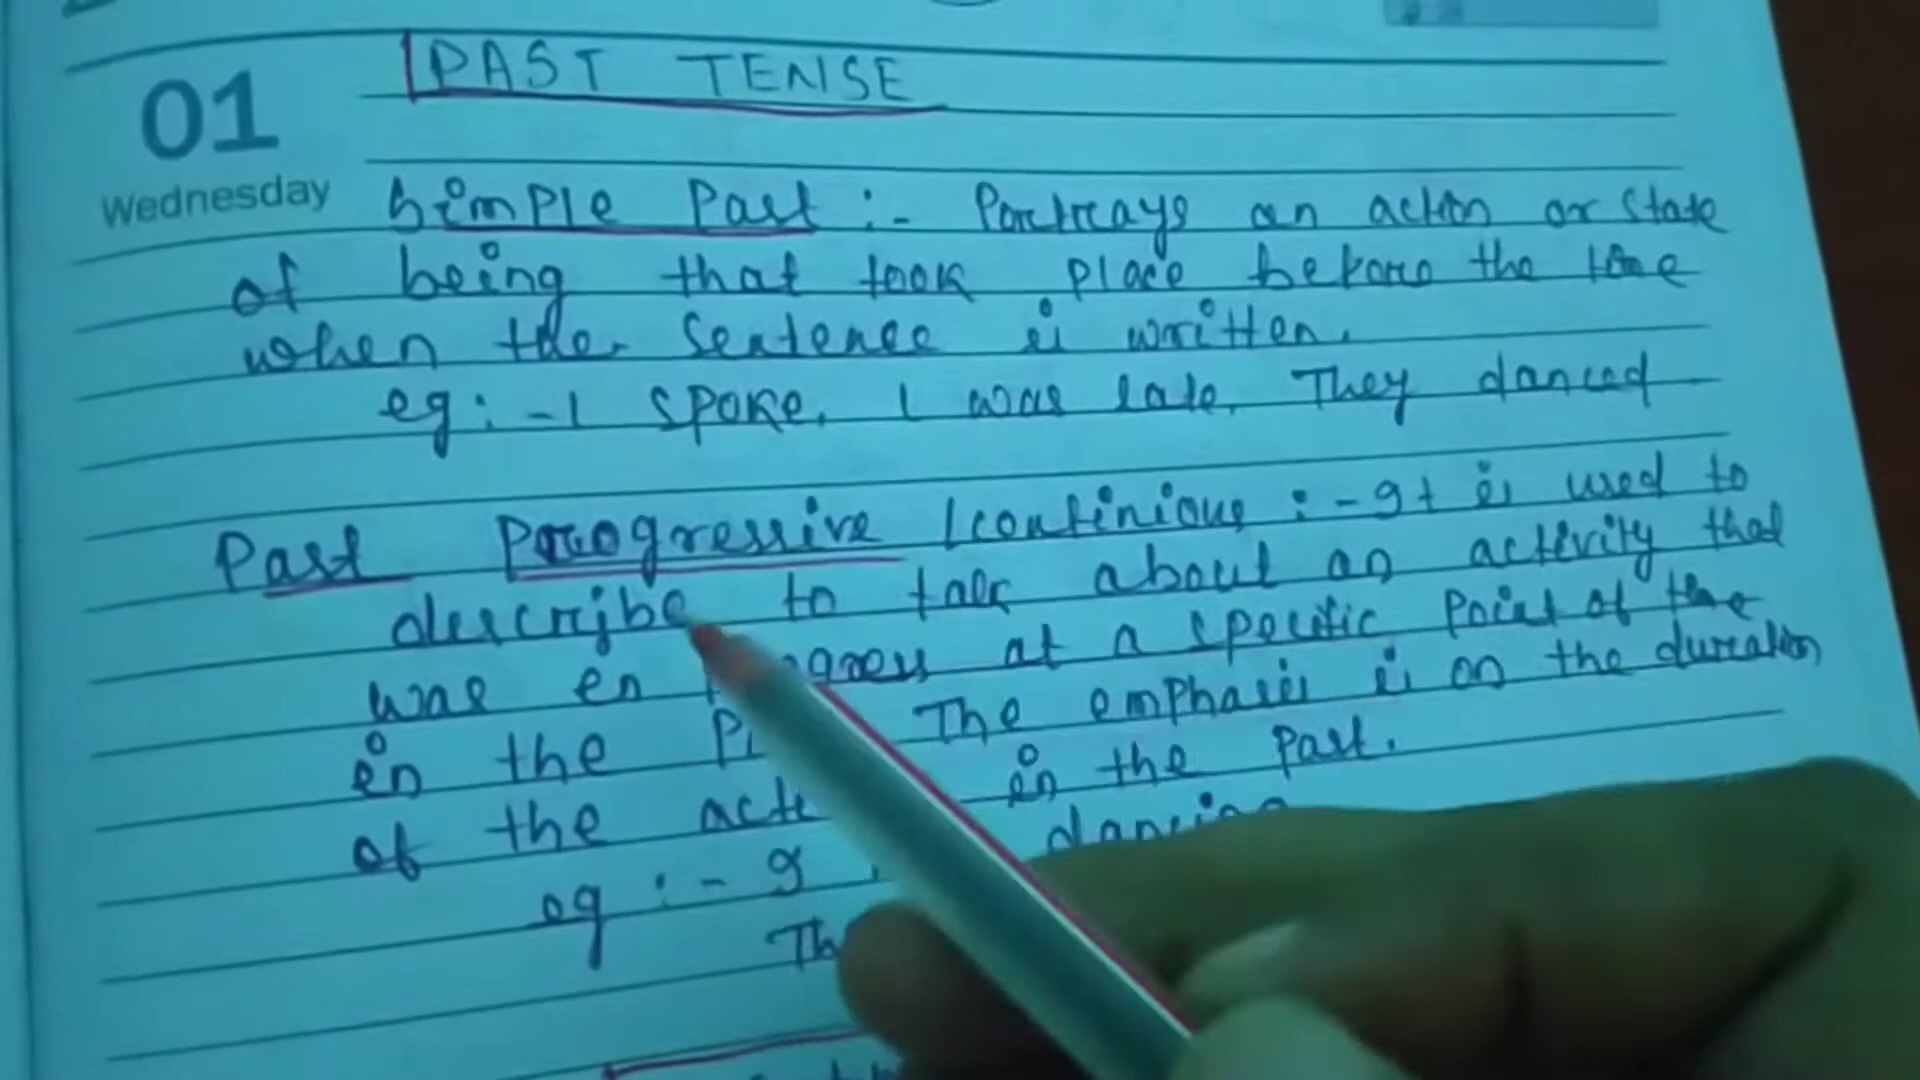 PAST TENSE
01
Wednesday
Simple Past :- Portrays an action or state
of being that took place before the time
when the sentence is written.
eg :- I spoke. I was late. They danced
Past Progressive / continious :- It is used to
describe to talk about an activity that
was in at a specific point of time
in the The emphasis is on the duration
of the in the past.
eg :- I dancing